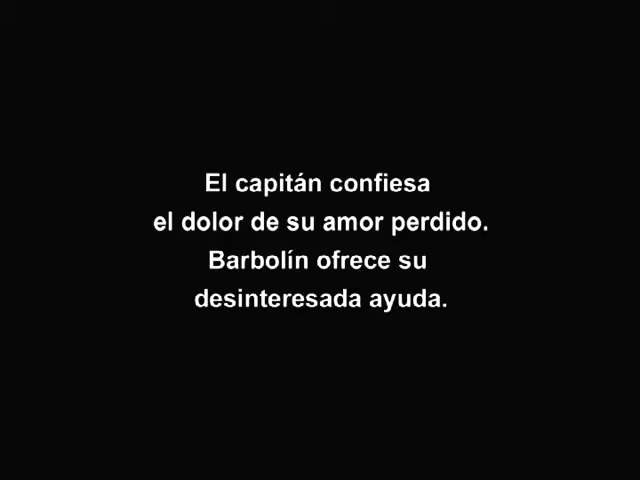 El capitán confiesa
el dolor de su amor perdido.
Barbolín ofrece su
desinteresada ayuda.